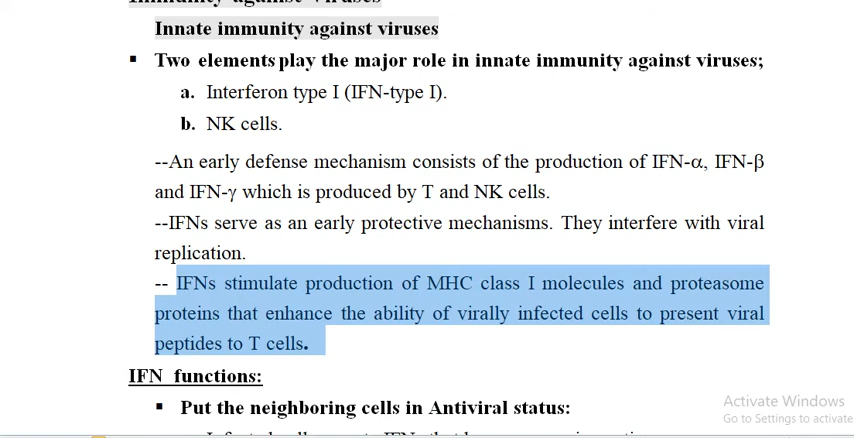 Immunity against viruses
Innate immunity against viruses
▪ Two elements play the major role in innate immunity against viruses;
a. Interferon type I (IFN-type I).
b. NK cells.
--An early defense mechanism consists of the production of IFN-α, IFN-β
and IFN-γ which is produced by T and NK cells.
--IFNs serve as an early protective mechanisms. They interfere with viral
replication.
-- IFNs stimulate production of MHC class I molecules and proteasome
proteins that enhance the ability of virally infected cells to present viral
peptides to T cells.
IFN functions:
▪ Put the neighboring cells in Antiviral status:
Activate Windows
Go to Settings to activate